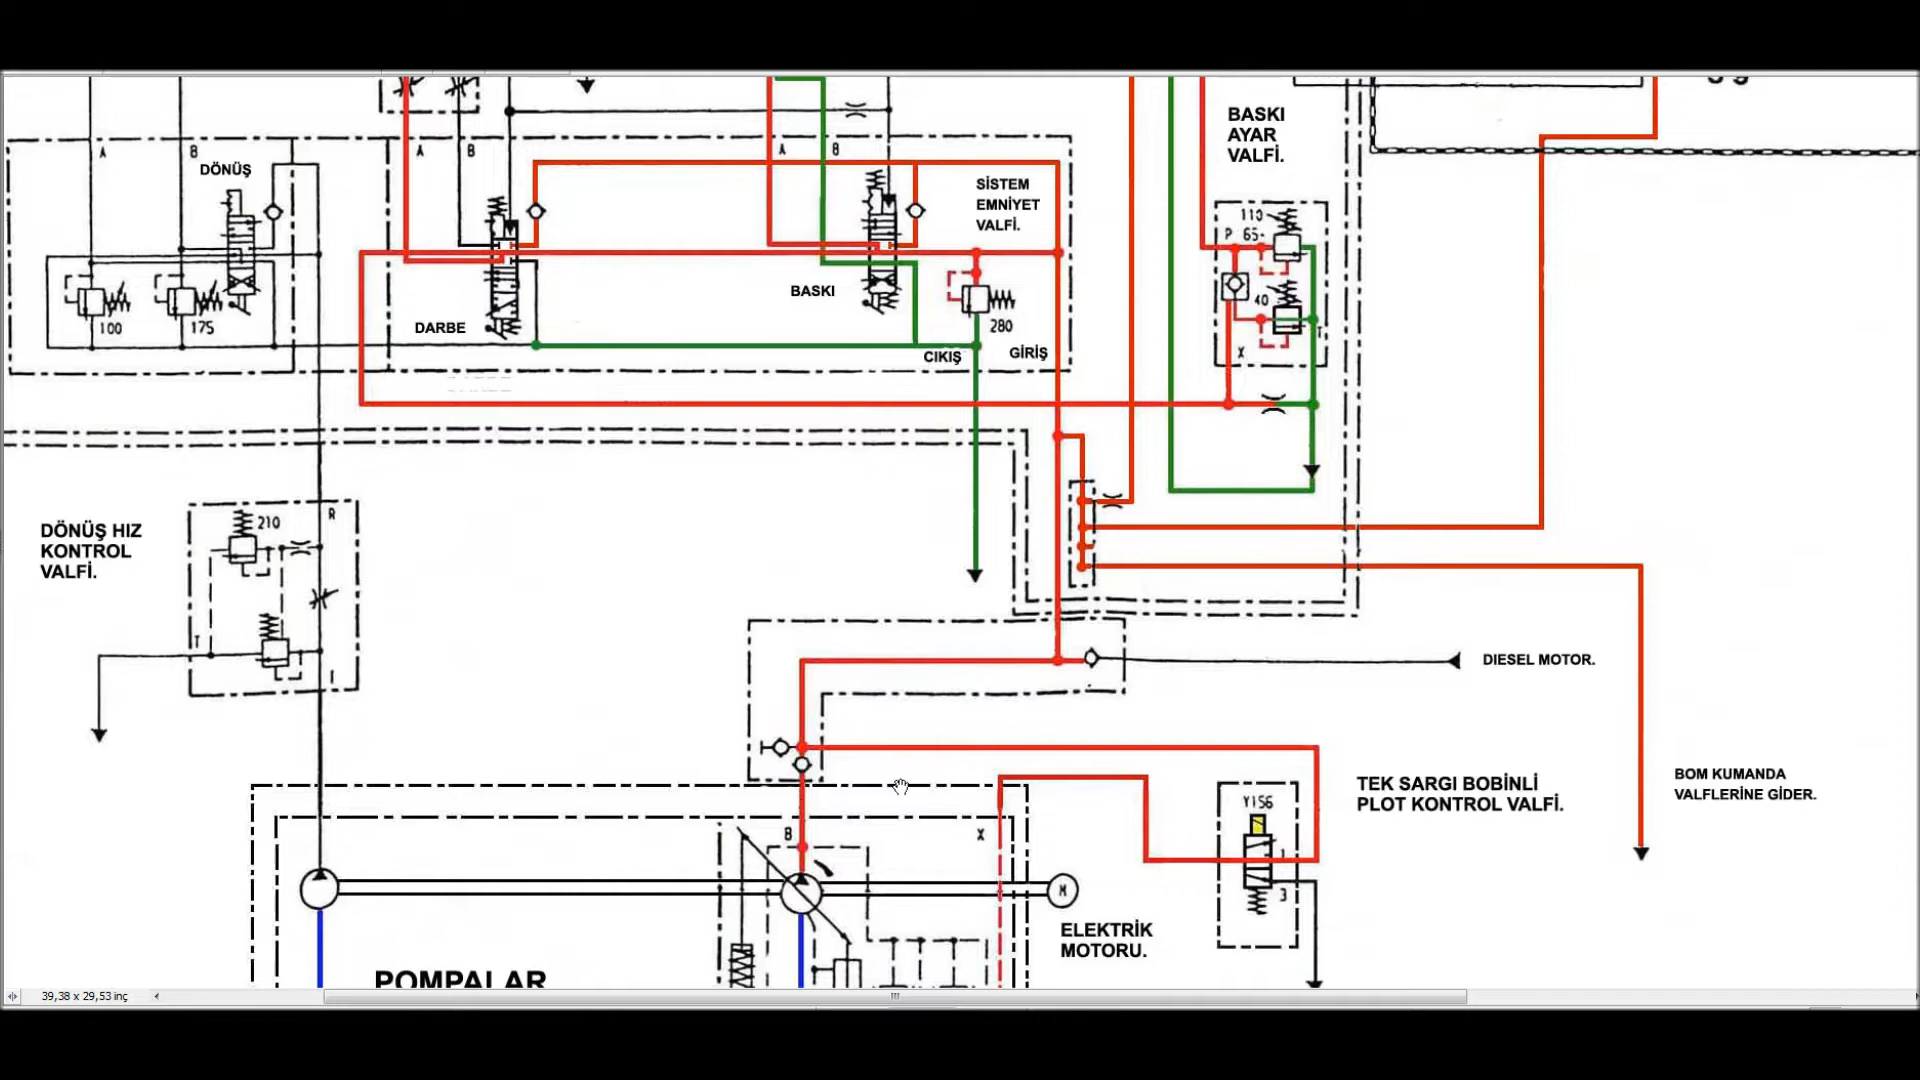 BASKI
AYAR
VALFİ.
A
B
DÖNÜŞ
A
B
A
B
SİSTEM
EMNİYET
VALFİ.
110
P 65-
40
T
X
BASKI
DARBE
280
100
175
CIKIŞ
GİRİŞ
DÖNÜŞ HIZ
KONTROL
VALFİ.
210
R
T
I
DIESEL MOTOR.
TEK SARGI BOBİNLİ
PLOT KONTROL VALFİ.
BOM KUMANDA
VALFLERİNE GİDER.
Y156
1
3
B
X
M
ELEKTRİK
MOTORU.
POMPALAR
39,38 x 29,53 inç